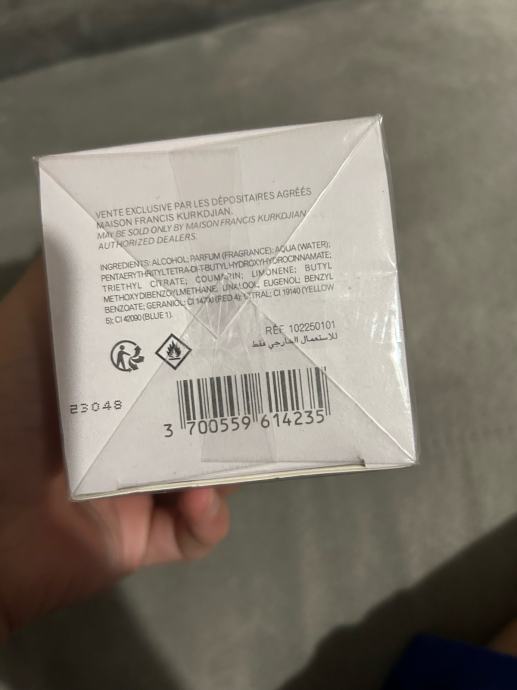 VENTE EXCLUSIVE PAR LES DÉPOSITAIRES AGRÉÉS
MAISON FRANCIS KURKDJIAN.
MAY BE SOLD ONLY BY MAISON FRANCIS KURKDJIAN
AUTHORIZED DEALERS.
INGREDIENTS: ALCOHOL; PARFUM (FRAGRANCE); AQUA (WATER);
PENTAERYTHRITYL TETRA-DI-T-BUTYL HYDROXYHYDROCINNAMATE;
TRIETHYL CITRATE; COUMARIN; LIMONENE; BUTYL
METHOXYDIBENZOYLMETHANE; LINALOOL; EUGENOL; BENZYL
BENZOATE; GERANIOL; CI 14700 (RED 4); CITRAL; CI 19140 (YELLOW
5); CI 42090 (BLUE 1).
REF 102250101
للاستعمال الخارجي فقط
23048
3 700559 614235